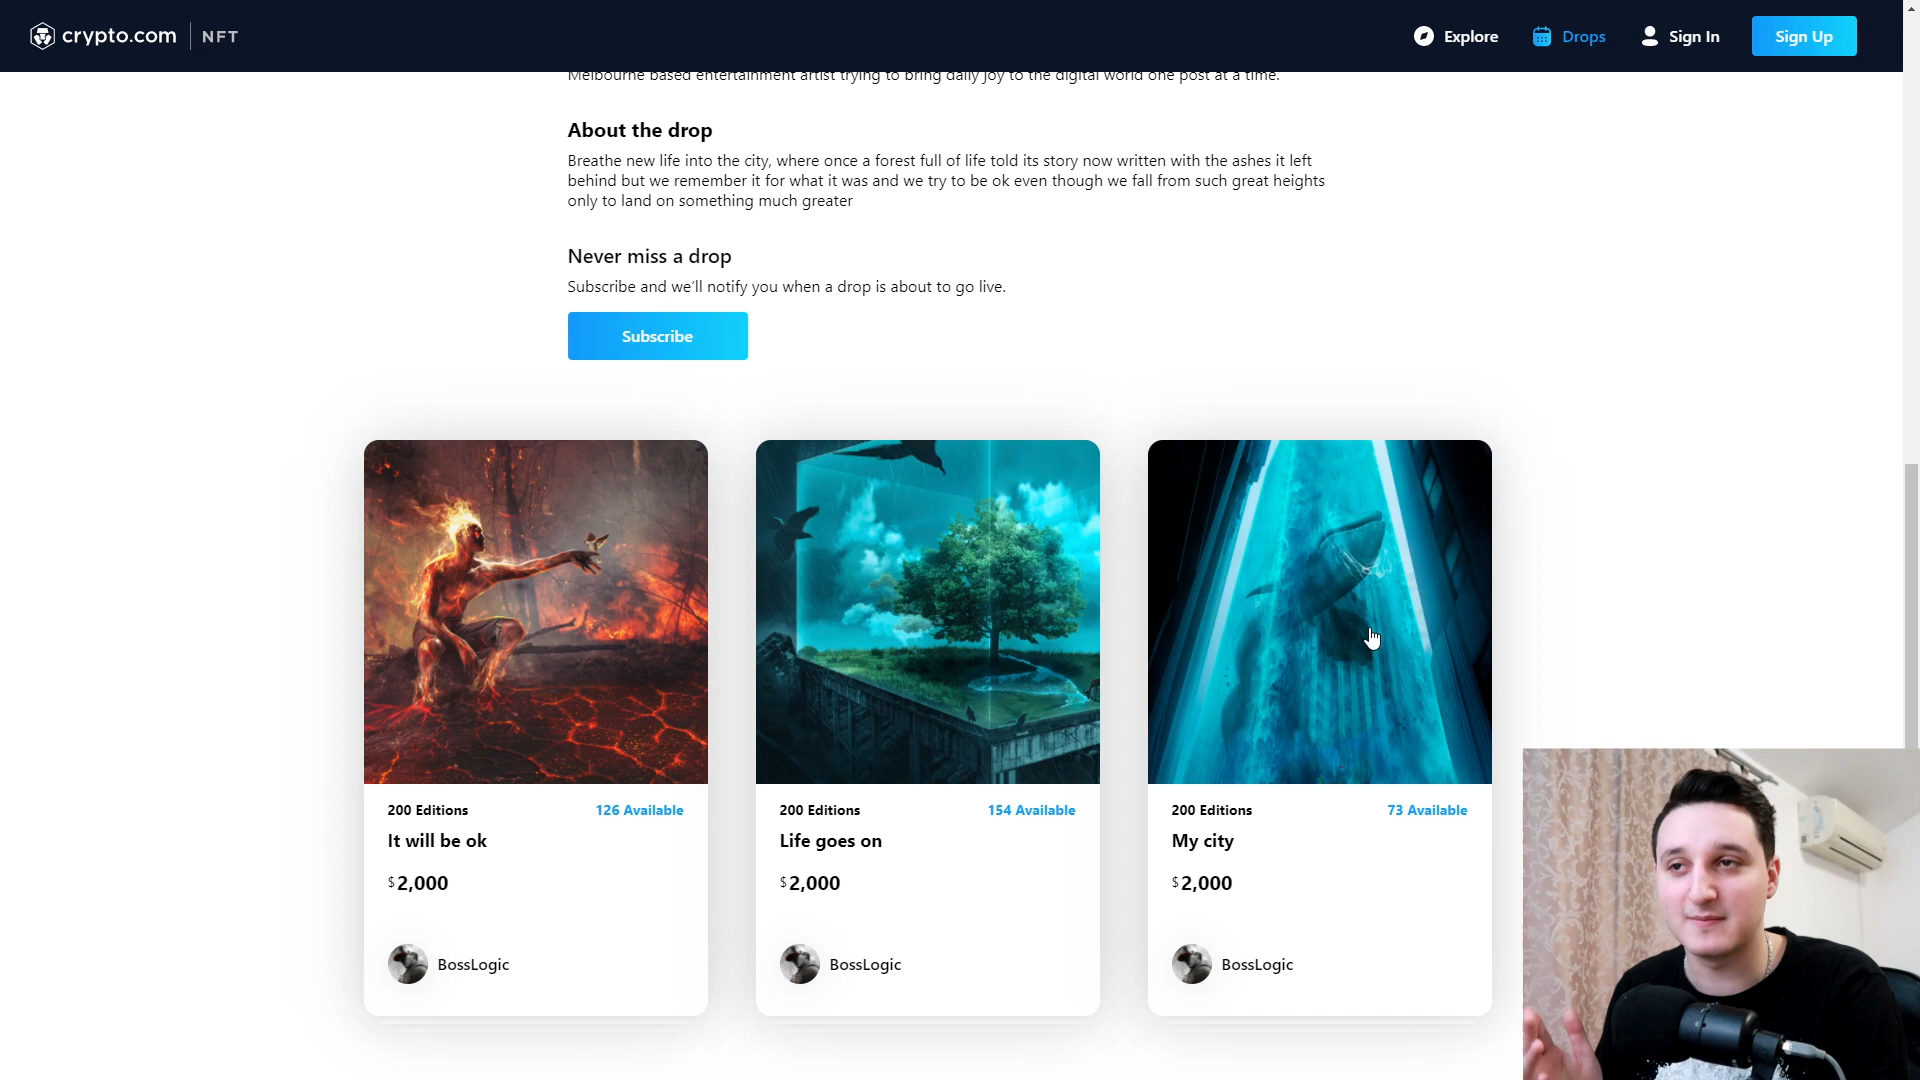 crypto.com | NFT
Explore
Drops
Sign In
Sign Up
Melbourne based entertainment artist trying to bring daily joy to the digital world one post at a time.
About the drop
Breathe new life into the city, where once a forest full of life told its story now written with the ashes it left
behind but we remember it for what it was and we try to be ok even though we fall from such great heights
only to land on something much greater
Never miss a drop
Subscribe and we'll notify you when a drop is about to go live.
Subscribe
200 Editions
126 Available
It will be ok
$2,000
BossLogic
200 Editions
154 Available
Life goes on
$2,000
BossLogic
200 Editions
73 Available
My city
$2,000
BossLogic